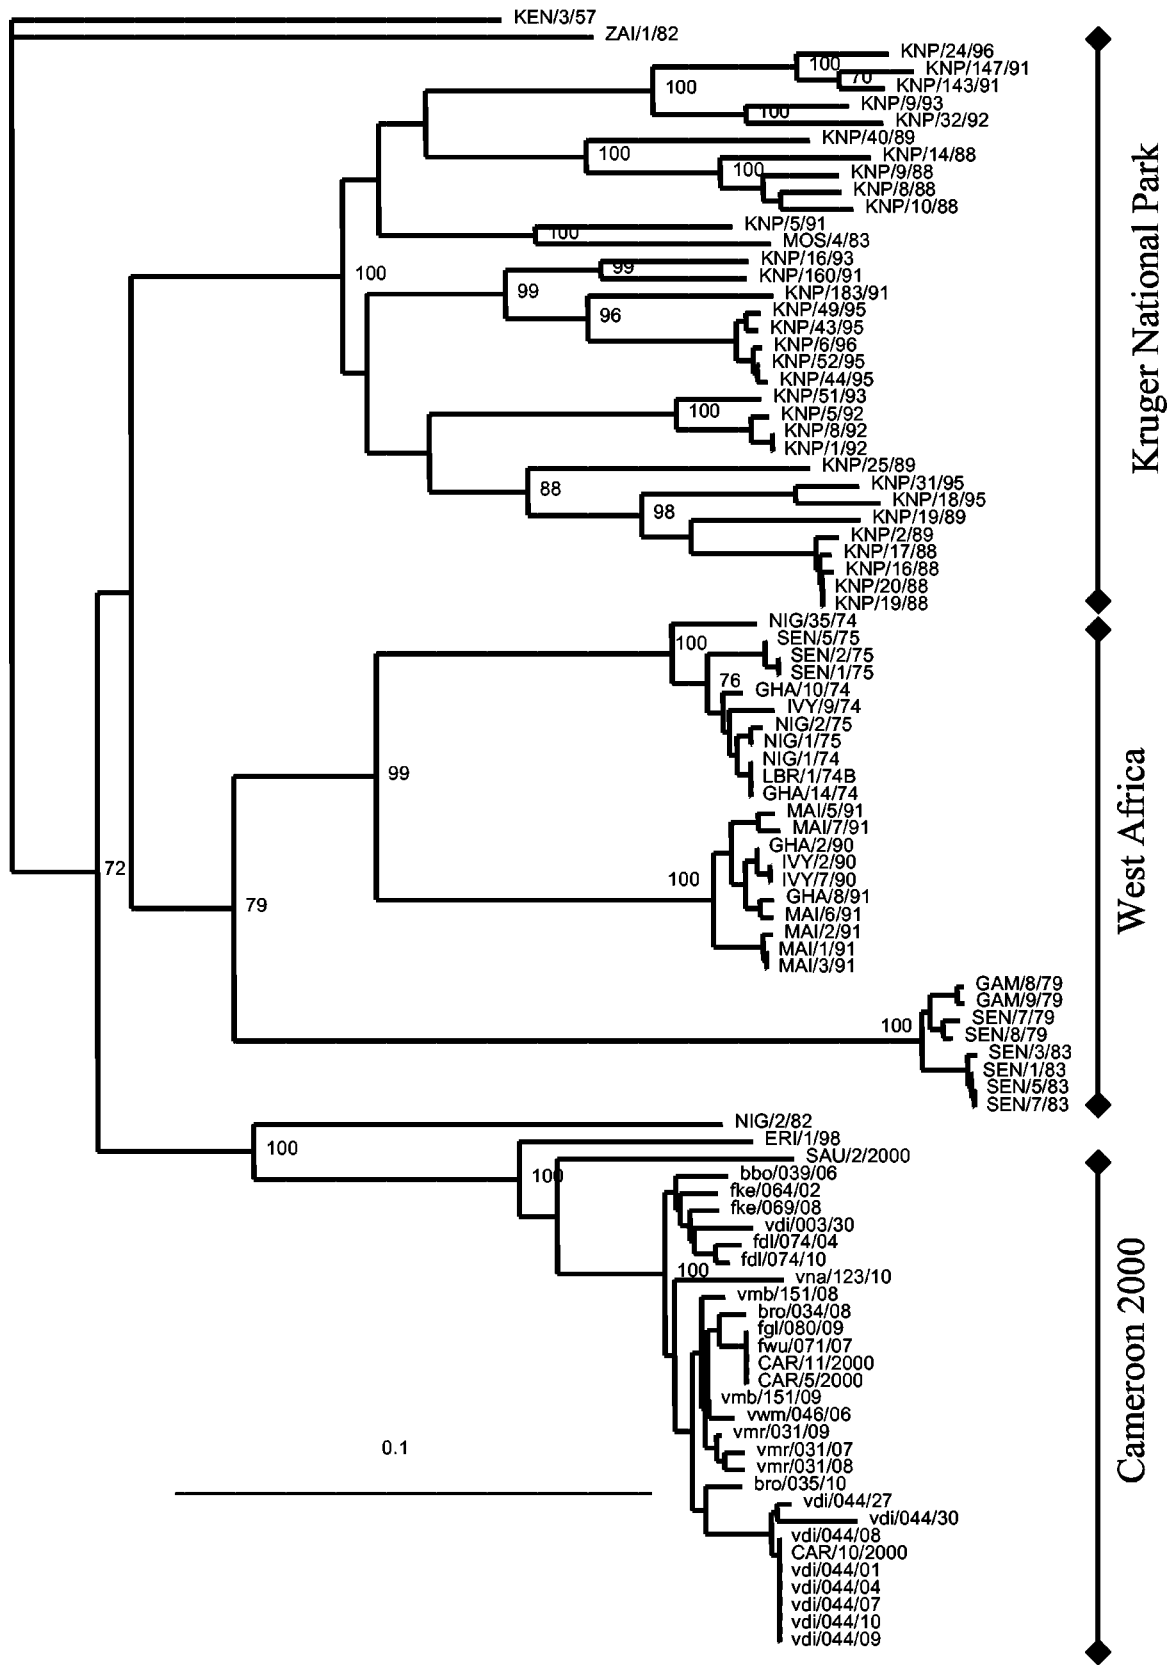 KEN/3/57
ZAI/1/82
KNP/24/96
100
KNP/147/91
70
KNP/143/91
100
KNP/9/93
100
KNP/32/92
KNP/40/89
100
KNP/14/88
100
KNP/9/88
KNP/8/88
KNP/10/88
KNP/5/91
100
MOS/4/83
KNP/16/93
99
KNP/160/91
100
99
KNP/183/91
96
KNP/49/95
KNP/43/95
KNP/6/96
KNP/52/95
KNP/44/95
KNP/51/93
100
KNP/5/92
KNP/8/92
KNP/1/92
KNP/25/89
88
KNP/31/95
KNP/18/95
98
KNP/19/89
KNP/2/89
KNP/17/88
KNP/16/88
KNP/20/88
KNP/19/88
Kruger National Park
NIG/35/74
100
SEN/5/75
SEN/2/75
SEN/1/75
76
GHA/10/74
IVY/9/74
NIG/2/75
NIG/1/75
NIG/1/74
99
LBR/1/74B
GHA/14/74
MAI/5/91
MAI/7/91
GHA/2/90
IVY/2/90
72
100
IVY/7/90
GHA/8/91
79
MAI/6/91
MAI/2/91
MAI/1/91
MAI/3/91
GAM/8/79
GAM/9/79
SEN/7/79
100
SEN/8/79
SEN/3/83
SEN/1/83
SEN/5/83
SEN/7/83
West Africa
NIG/2/82
ERI/1/98
100
SAU/2/2000
100
bbo/039/06
fke/064/02
fke/069/08
vdi/003/30
fdl/074/04
fdl/074/10
100
vna/123/10
vmb/151/08
bro/034/08
fgl/080/09
fwu/071/07
CAR/11/2000
CAR/5/2000
vmb/151/09
vwm/046/06
vmr/031/09
vmr/031/07
vmr/031/08
bro/035/10
vdi/044/27
vdi/044/30
vdi/044/08
CAR/10/2000
vdi/044/01
vdi/044/04
vdi/044/07
vdi/044/10
vdi/044/09
Cameroon 2000
0.1